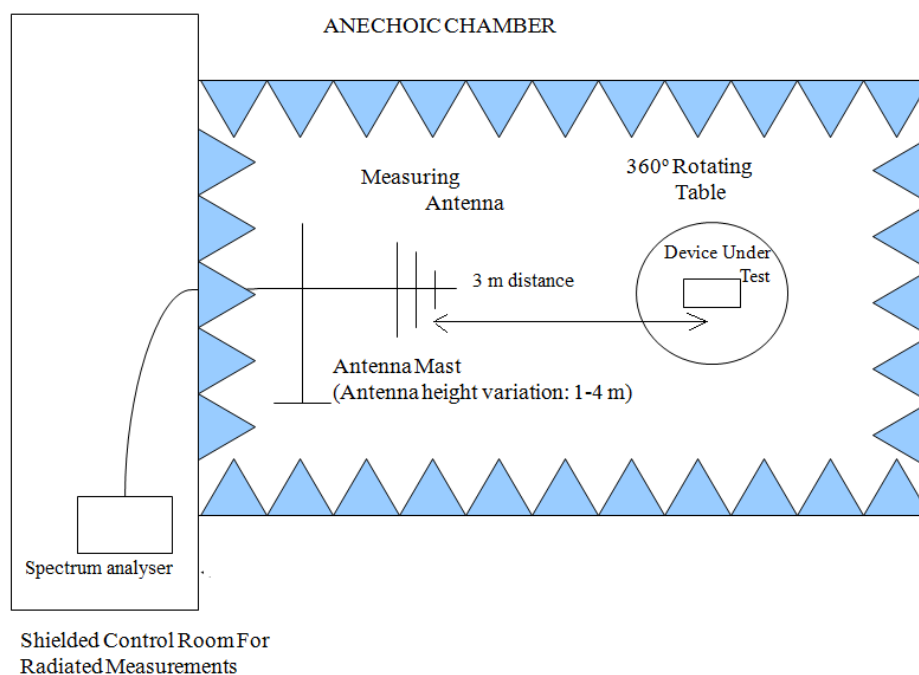 ANECHOIC CHAMBER
360° Rotating
Table
Measuring
Antenna
Device Under
Test
3 m distance
Antenna Mast
(Antenna height variation: 1-4 m)
Spectrum analyser
Shielded Control Room For
Radiated Measurements